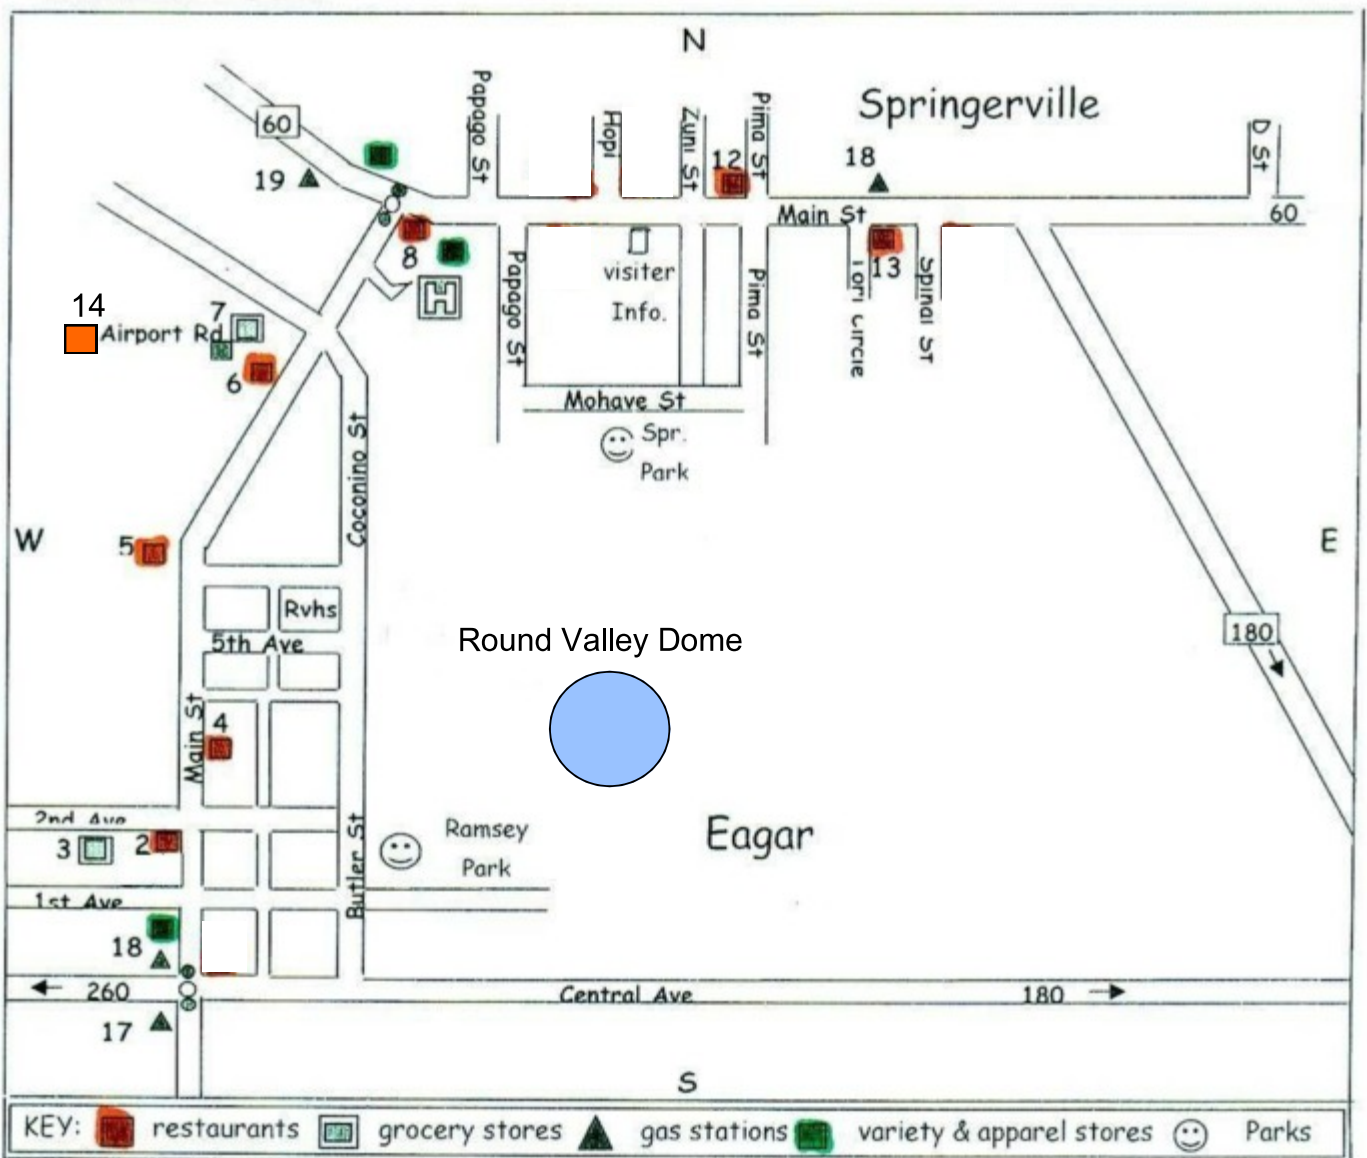 N
Springerville
60
Papago St
Hopi
Zuni St
Pima St
D St
12
18
19
Main St
60
8
13
visiter
Info.
H
Papago St
Pima St
Spinal ST
14
7
Airport Rd
6
Mohave St
Spr.
Park
Coconino St
W
5
E
Rvhs
5th Ave
Round Valley Dome
180
Main St
4
2nd Ave
3
2
Butler St
Ramsey
Park
Eagar
1st Ave
18
260
Central Ave
180
17
S
KEY: restaurants grocery stores gas stations variety & apparel stores Parks